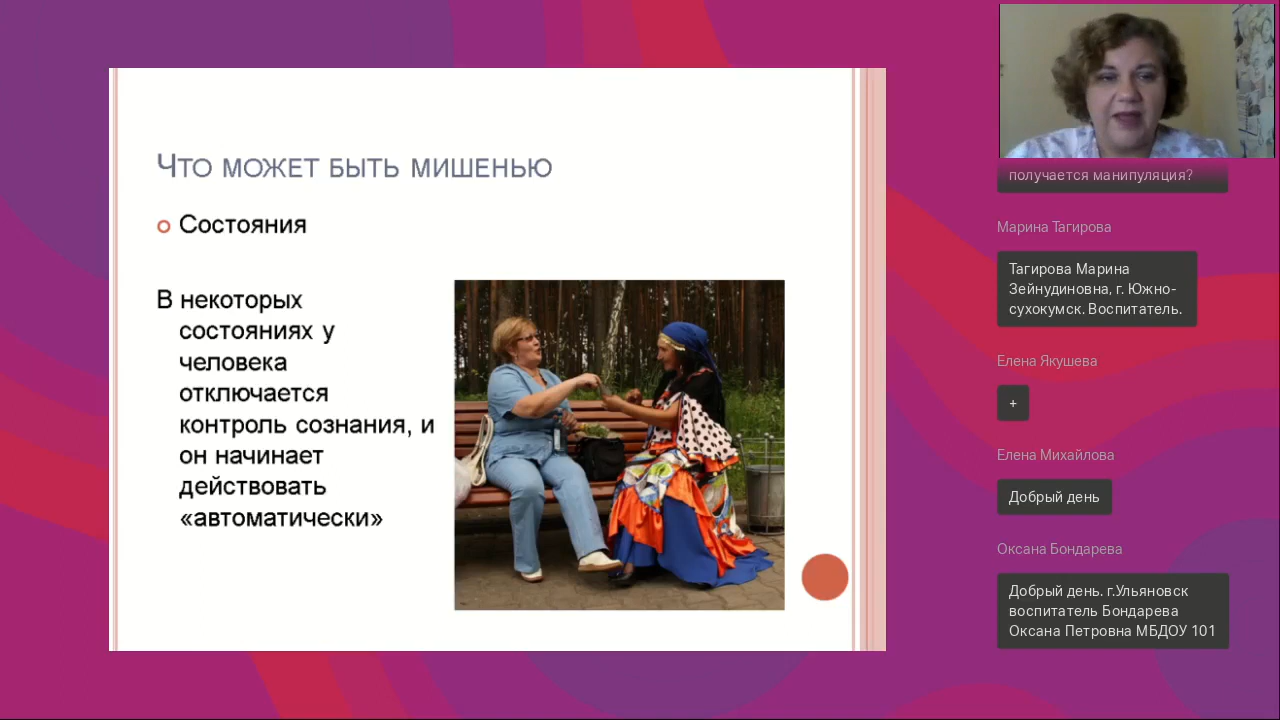 Что может быть мишенью
Состояния
В некоторых
состояниях у
человека
отключается
контроль сознания, и
он начинает
действовать
«автоматически»
получается манипуляция?
Марина Тагирова
Тагирова Марина
Зейнудиновна, г. Южно-
сухокумск. Воспитатель.
Елена Якушева
+
Елена Михайлова
Добрый день
Оксана Бондарева
Добрый день. г.Ульяновск
воспитатель Бондарева
Оксана Петровна МБДОУ 101